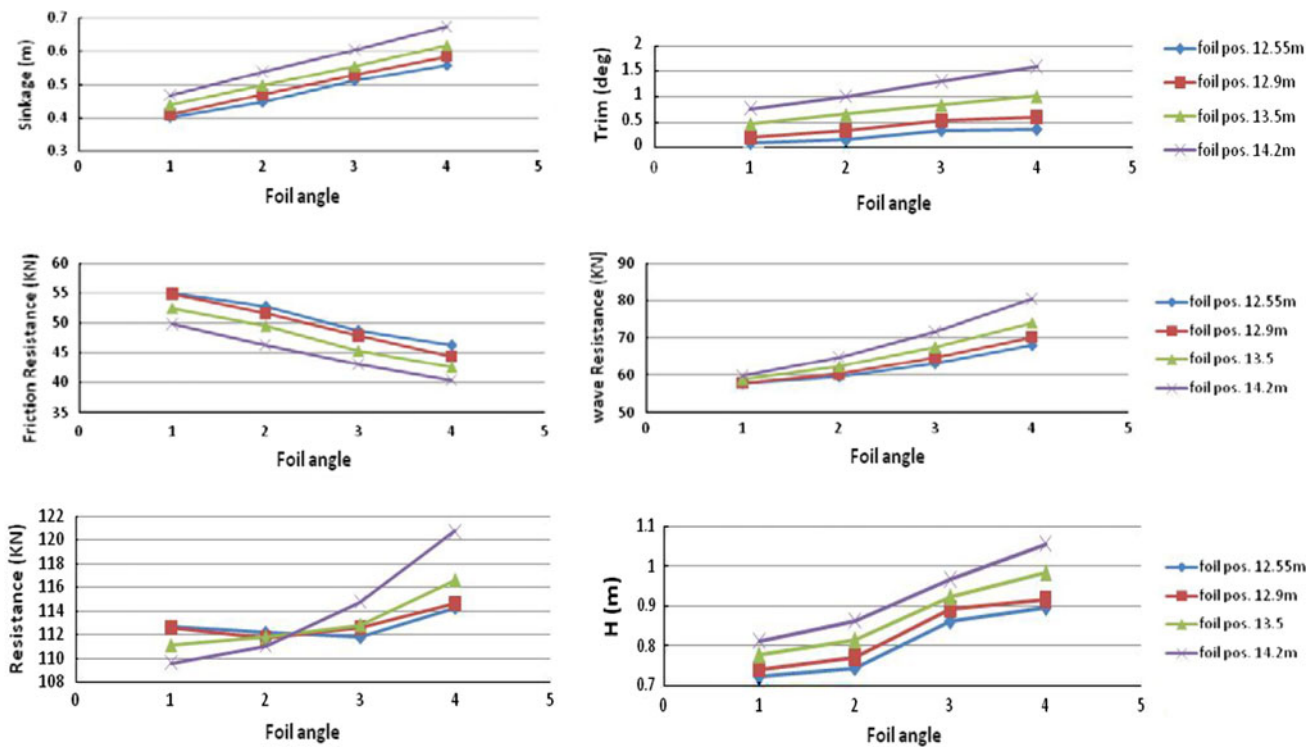 Sinkage (m)
0.7
0.6
0.5
0.4
0.3
0 1 2 3 4 5
Foil angle
Trim (deg)
2
1.5
1
0.5
0
0 1 2 3 4 5
Foil angle
foil pos. 12.55m
foil pos. 12.9m
foil pos. 13.5m
foil pos. 14.2m
Friction Resistance (KN)
60
55
50
45
40
35
0 1 2 3 4 5
Foil angle
wave Resistance (KN]
90
80
70
60
50
0 1 2 3 4 5
Foil angle
foil pos. 12.55m
foil pos. 12.9m
foil pos. 13.5
foil pos. 14.2m
Resistance (KN)
122
120
118
116
114
112
110
108
0 1 2 3 4 5
Foil angle
H (m)
1.1
1
0.9
0.8
0.7
0 1 2 3 4 5
Foil angle
foil pos. 12.55m
foil pos. 12.9m
foil pos. 13.5
foil pos. 14.2m